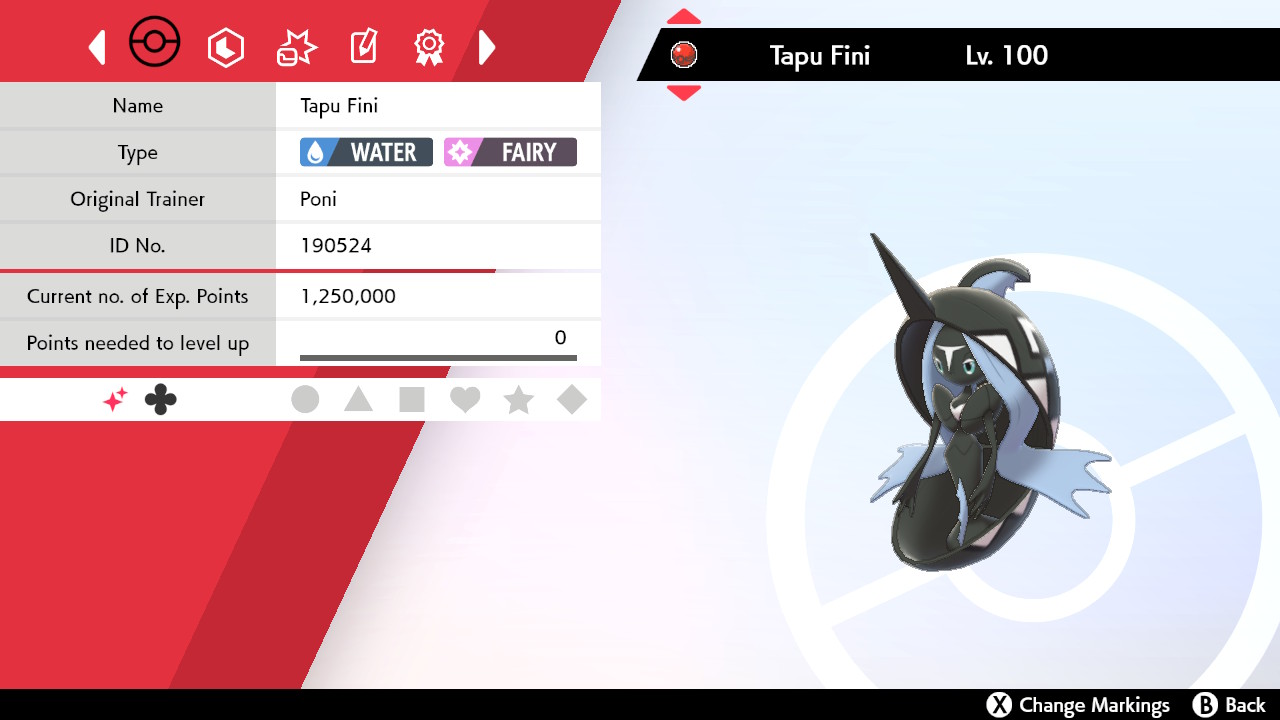 Tapu Fini Lv. 100
Name Tapu Fini
Type WATER FAIRY
Original Trainer Poni
ID No. 190524
Current no. of Exp. Points 1,250,000
Points needed to level up 0
X Change Markings B Back